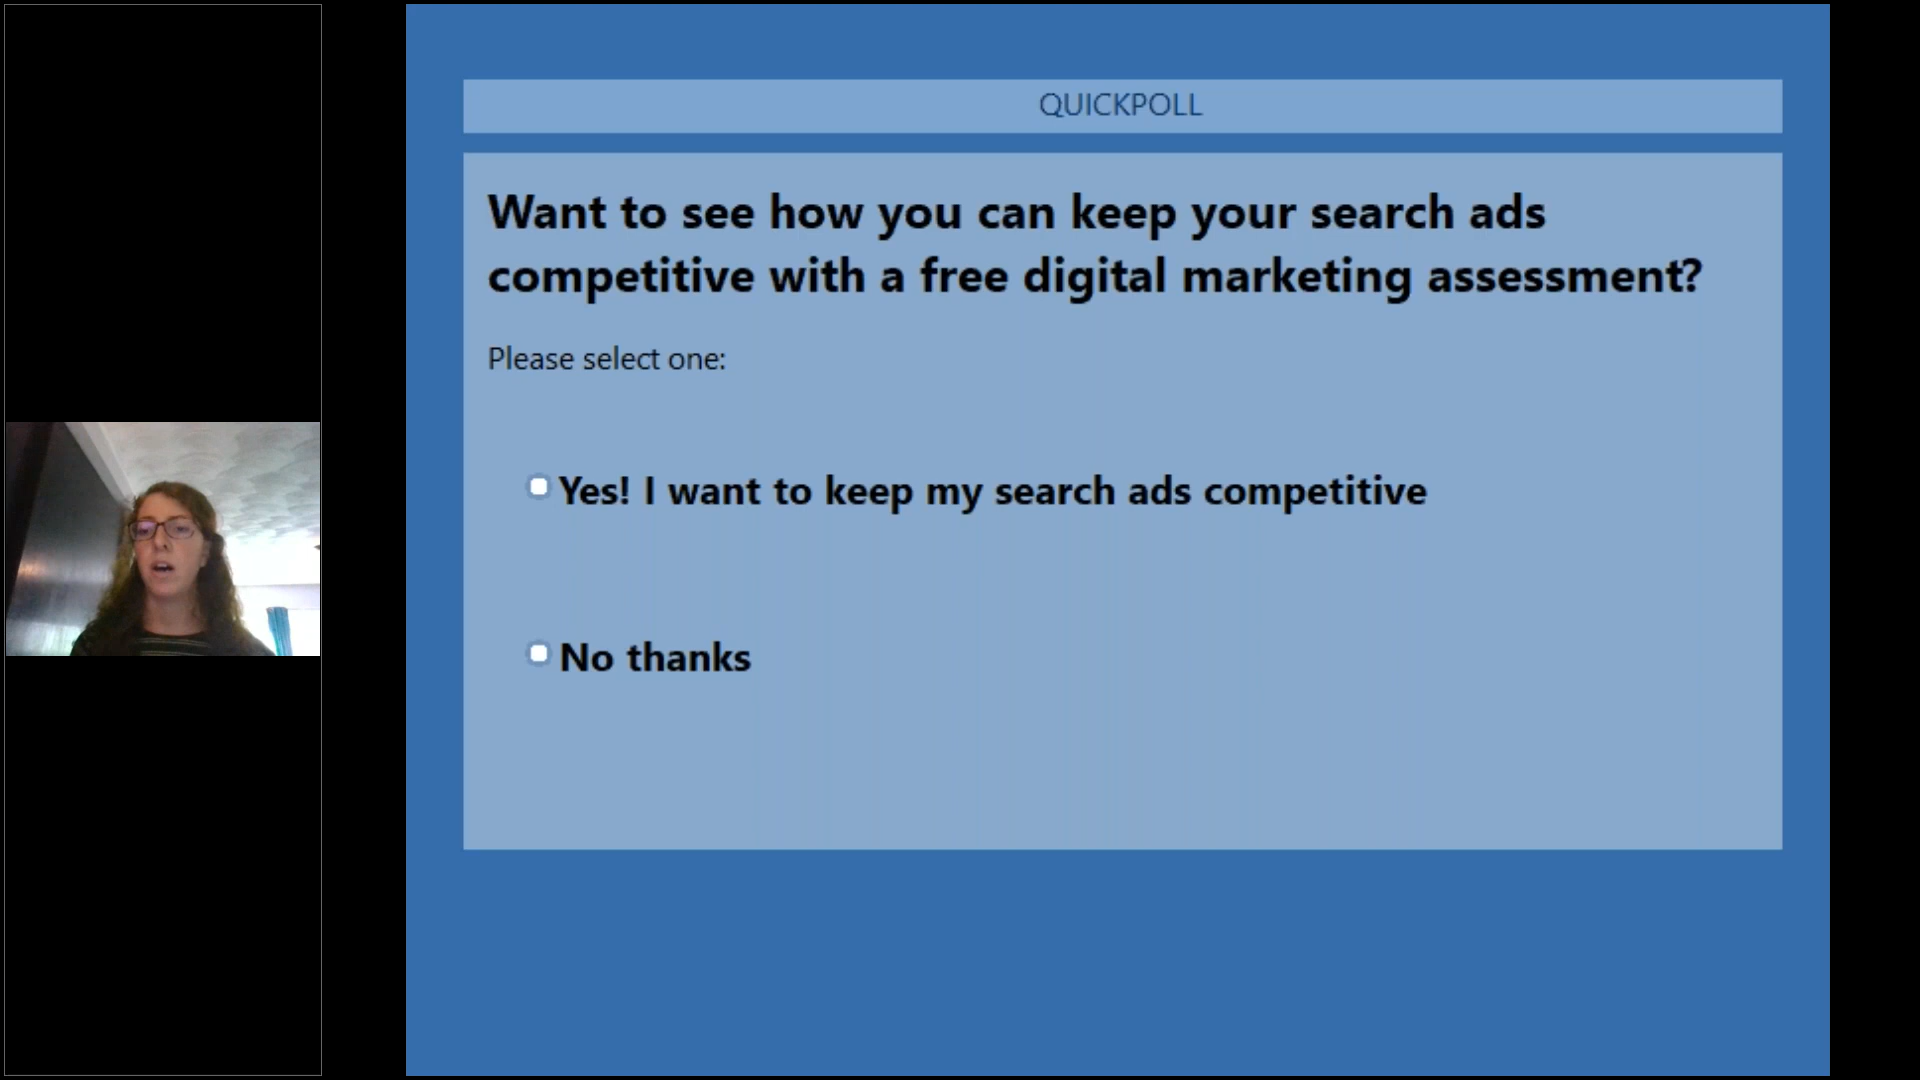 QUICKPOLL
Want to see how you can keep your search ads
competitive with a free digital marketing assessment?
Please select one:
Yes! I want to keep my search ads competitive
No thanks